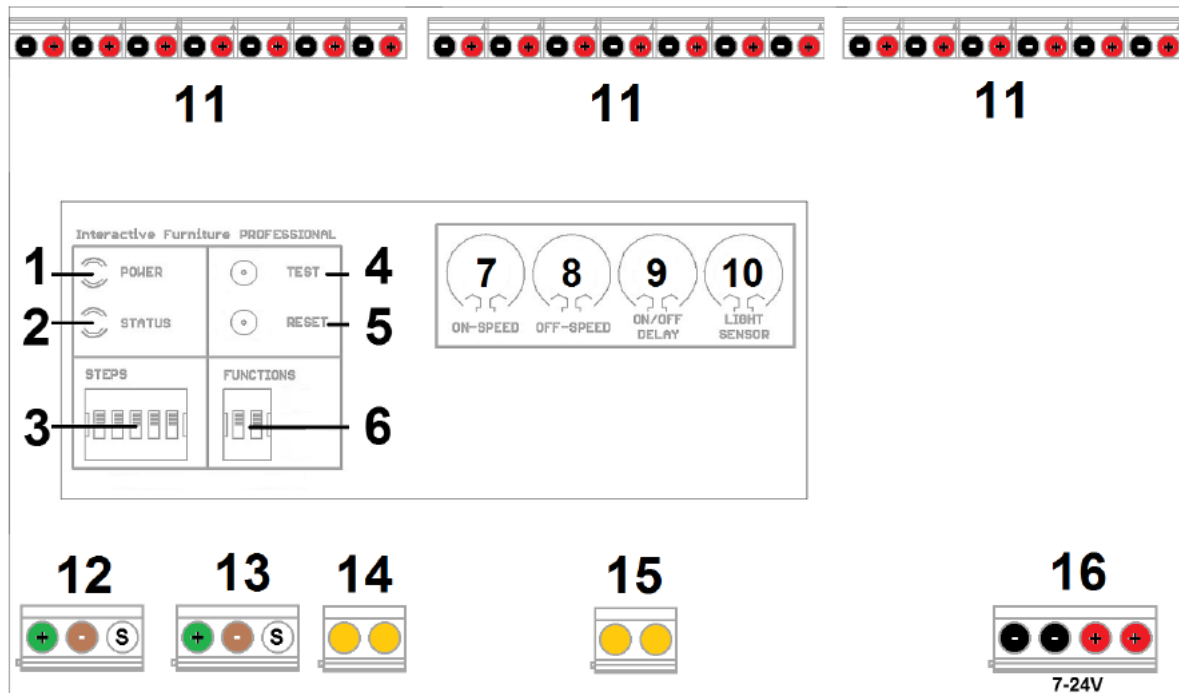 - + - + - + - + - + - + - + - + - + - + - + - + - + - + - + - + - + - + - + - + - + - +
11 11 11
Interactive Furniture PROFESSIONAL
1 POWER TEST 4
2 STATUS RESET 5
7 8 9 10
ON-SPEED OFF-SPEED ON/OFF DELAY LIGHT SENSOR
STEPS FUNCTIONS
3 6
12 13 14 15 16
+ - S + - S - - + +
7-24V